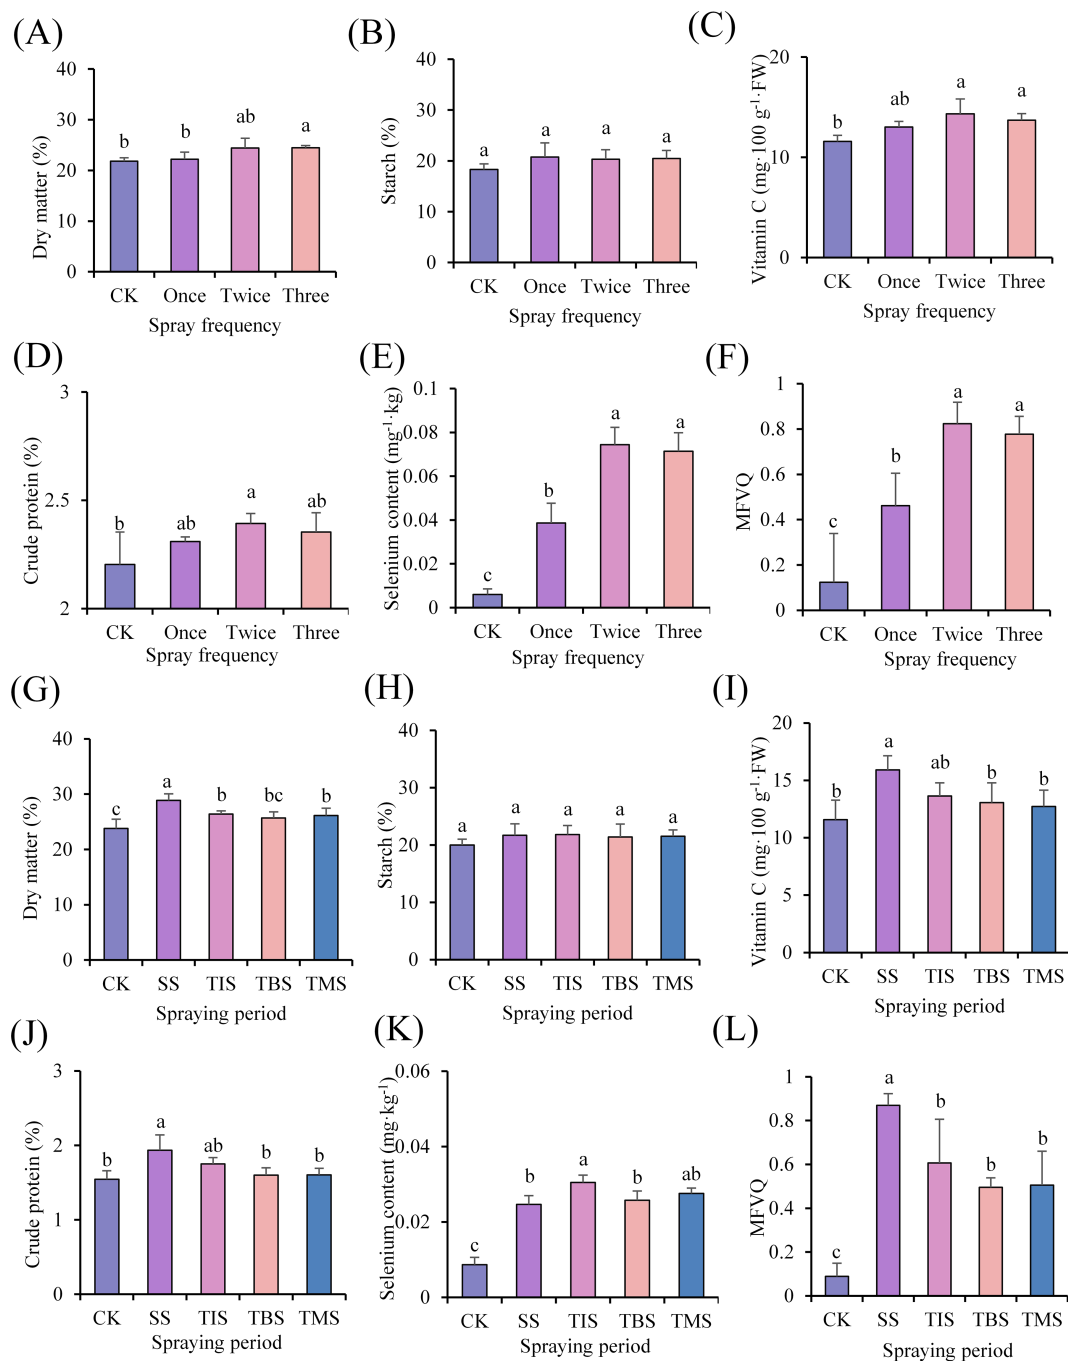 (A)
Dry matter (%)
40
30
20
10
0
b
b
ab
a
CK Once Twice Three
Spray frequency
(B)
Starch (%)
40
30
20
10
0
a
a
a
a
CK Once Twice Three
Spray frequency
(C)
Vitamin C (mg·100 g⁻¹·FW)
20
10
0
b
ab
a
a
CK Once Twice Three
Spray frequency
(D)
Crude protein (%)
3
2.5
2
b
ab
a
ab
CK Once Twice Three
Spray frequency
(E)
Selenium content (mg⁻¹·kg)
0.1
0.08
0.06
0.04
0.02
0
c
b
a
a
CK Once Twice Three
Spray frequency
(F)
MFVQ
1
0.8
0.6
0.4
0.2
0
c
b
a
a
CK Once Twice Three
Spray frequency
(G)
Dry matter (%)
40
30
20
10
0
c
a
b
bc
b
CK SS TIS TBS TMS
Spraying period
(H)
Starch (%)
40
30
20
10
0
a
a
a
a
a
CK SS TIS TBS TMS
Spraying period
(I)
Vitamin C (mg·100 g⁻¹·FW)
20
15
10
5
0
b
a
ab
b
b
CK SS TIS TBS TMS
Spraying period
(J)
Crude protein (%)
3
2
1
0
b
a
ab
b
b
CK SS TIS TBS TMS
Spraying period
(K)
Selenium content (mg·kg⁻¹)
0.06
0.04
0.02
0
c
b
a
b
ab
CK SS TIS TBS TMS
Spraying period
(L)
MFVQ
1
0.8
0.6
0.4
0.2
0
c
a
b
b
b
CK SS TIS TBS TMS
Spraying period